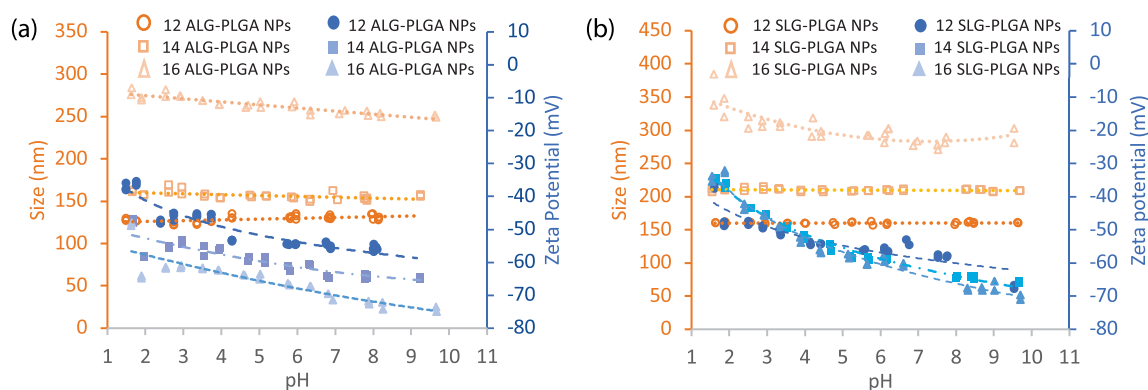 (a)
12 ALG-PLGA NPs 12 ALG-PLGA NPs
14 ALG-PLGA NPs 14 ALG-PLGA NPs
16 ALG-PLGA NPs 16 ALG-PLGA NPs
Size (nm)
350
300
250
200
150
100
50
0
Zeta Potential (mV)
10
0
-10
-20
-30
-40
-50
-60
-70
-80
1 2 3 4 5 6 7 8 9 10 11
pH
(b)
12 SLG-PLGA NPs 12 SLG-PLGA NPs
14 SLG-PLGA NPs 14 SLG-PLGA NPs
16 SLG-PLGA NPs 16 SLG-PLGA NPs
Size (nm)
450
400
350
300
250
200
150
100
50
0
Zeta potential (mV)
10
0
-10
-20
-30
-40
-50
-60
-70
-80
1 2 3 4 5 6 7 8 9 10 11
pH